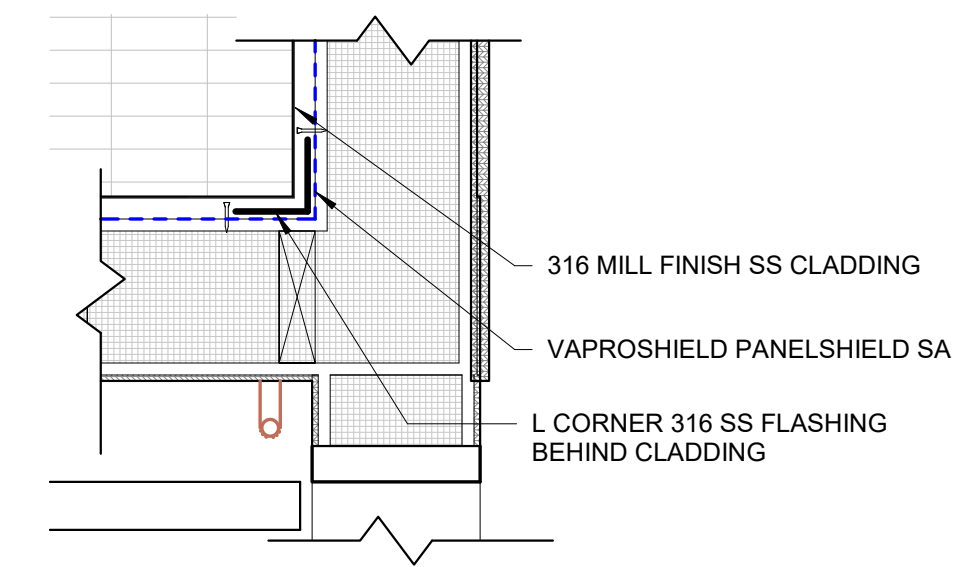 316 MILL FINISH SS CLADDING
VAPROSHIELD PANELSHIELD SA
L CORNER 316 SS FLASHING
BEHIND CLADDING